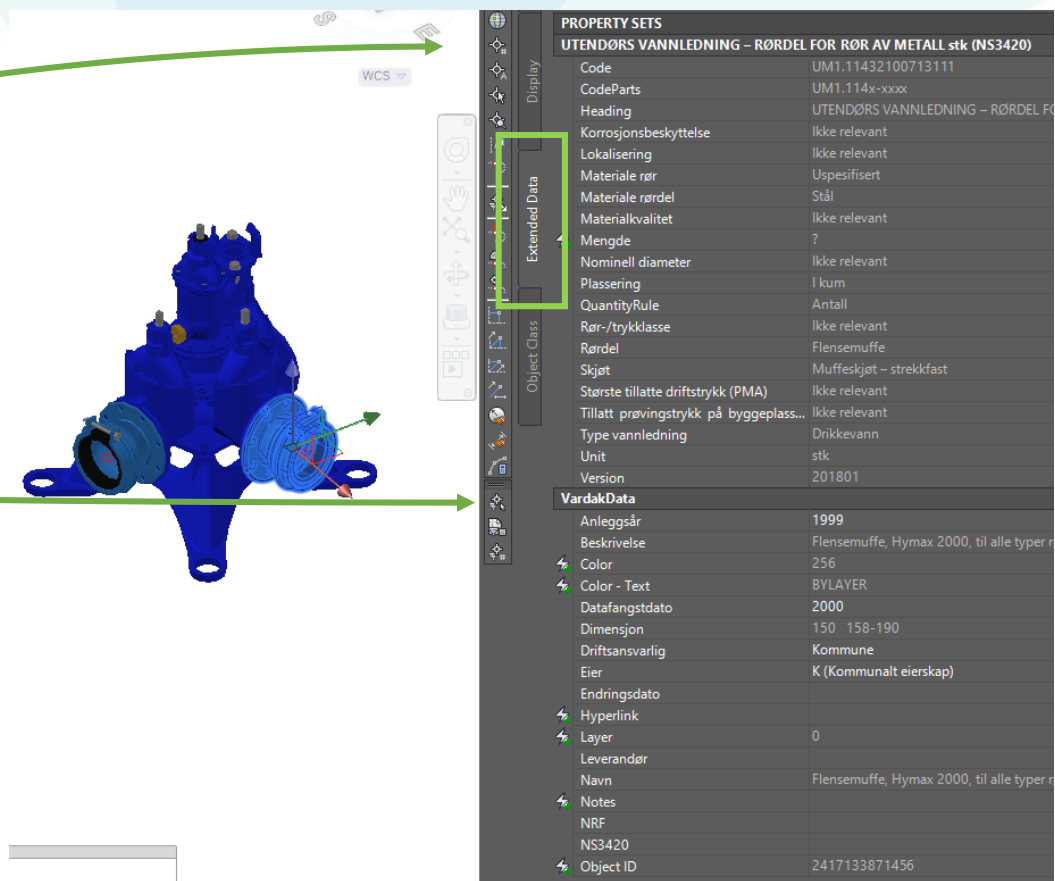 S
E
WCS
Display
Extended Data
Object Class
PROPERTY SETS
UTENDØRS VANNLEDNING – RØRDEL FOR RØR AV METALL stk (NS3420)
Code UM1.11432100713111
CodeParts UM1.114x-xxxx
Heading UTENDØRS VANNLEDNING – RØRDEL FO
Korrosjonsbeskyttelse Ikke relevant
Lokalisering Ikke relevant
Materiale rør Uspesifisert
Materiale rørdel Stål
Materialkvalitet Ikke relevant
Mengde ?
Nominell diameter Ikke relevant
Plassering I kum
QuantityRule Antall
Rør-/trykklasse Ikke relevant
Rørdel Flensemuffe
Skjøt Muffeskjøt – strekkfast
Største tillatte driftstrykk (PMA) Ikke relevant
Tillatt prøvingstrykk på byggeplass... Ikke relevant
Type vannledning Drikkevann
Unit stk
Version 201801
VardakData
Anleggsår 1999
Beskrivelse Flensemuffe, Hymax 2000, til alle typer r
Color 256
Color - Text BYLAYER
Datafangstdato 2000
Dimensjon 150 158-190
Driftsansvarlig Kommune
Eier K (Kommunalt eierskap)
Endringsdato
Hyperlink
Layer 0
Leverandør
Navn Flensemuffe, Hymax 2000, til alle typer r
Notes
NRF
NS3420
Object ID 2417133871456